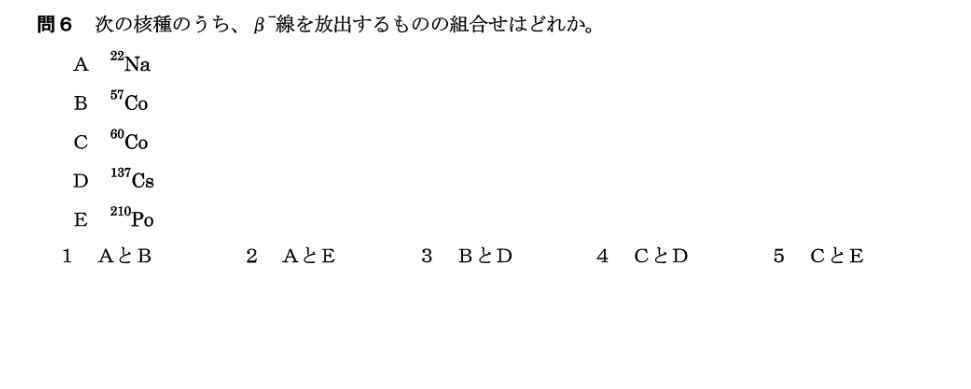 問6 次の核種のうち、β⁻線を放出するものの組合せはどれか。
A ²²Na
B ⁵⁷Co
C ⁶⁰Co
D ¹³⁷Cs
E ²¹⁰Po
1 AとB 2 AとE 3 BとD 4 CとD 5 CとE